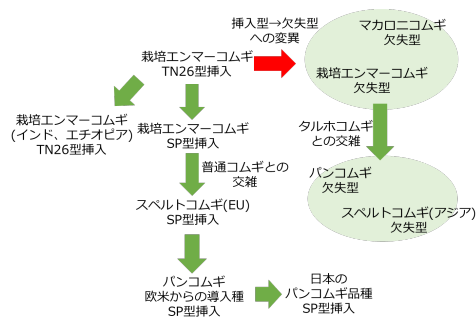 挿入型→欠失型
への変異
マカロニコムギ
欠失型
栽培エンマーコムギ
TN26型挿入
栽培エンマーコムギ
欠失型
栽培エンマーコムギ
(インド、エチオピア)
TN26型挿入
栽培エンマーコムギ
SP型挿入
タルホコムギ
との交雑
普通コムギとの
交雑
パンコムギ
欠失型
スペルトコムギ(EU)
SP型挿入
スペルトコムギ(アジア)
欠失型
パンコムギ
欧米からの導入種
SP型挿入
日本の
パンコムギ品種
SP型挿入